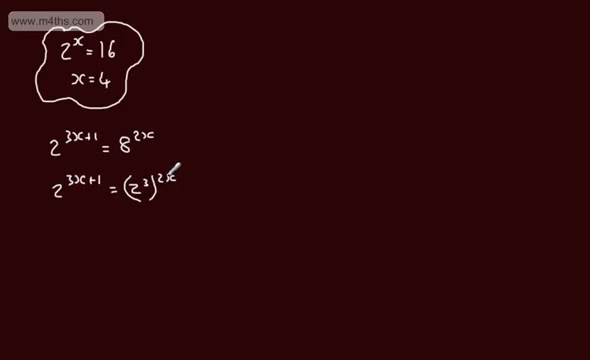 www.m4ths.com
2^x = 16
x = 4
2^{3x+1} = 8^{2x}
2^{3x+1} = (2^3)^{2x}